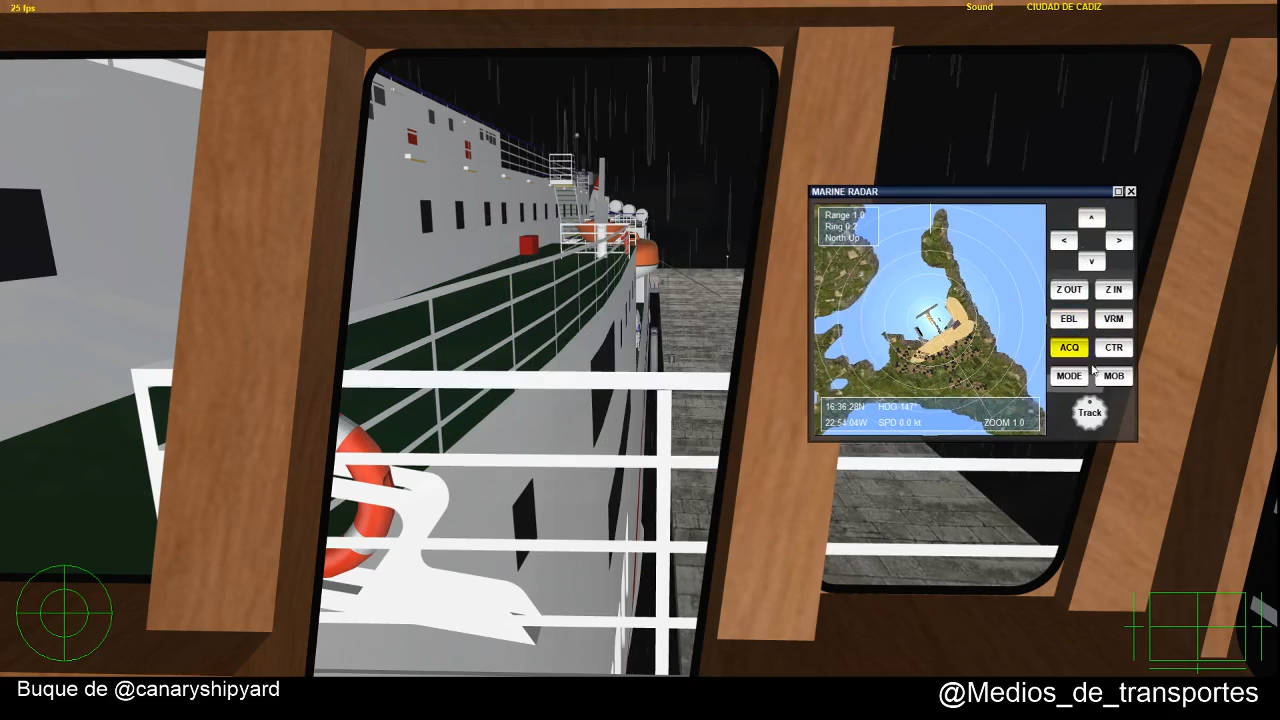 25 fps
Sound
CIUDAD DE CADIZ
MARINE RADAR
Range 1.0
Ring 0.2
North Up
^
< >
v
Z OUT Z IN
EBL VRM
ACQ CTR
MODE MOB
Track
16:36.28N HDG 147°
22:54.04W SPD 0.0 kt ZOOM 1.0
Buque de @canaryshipyard
@Medios_de_transportes